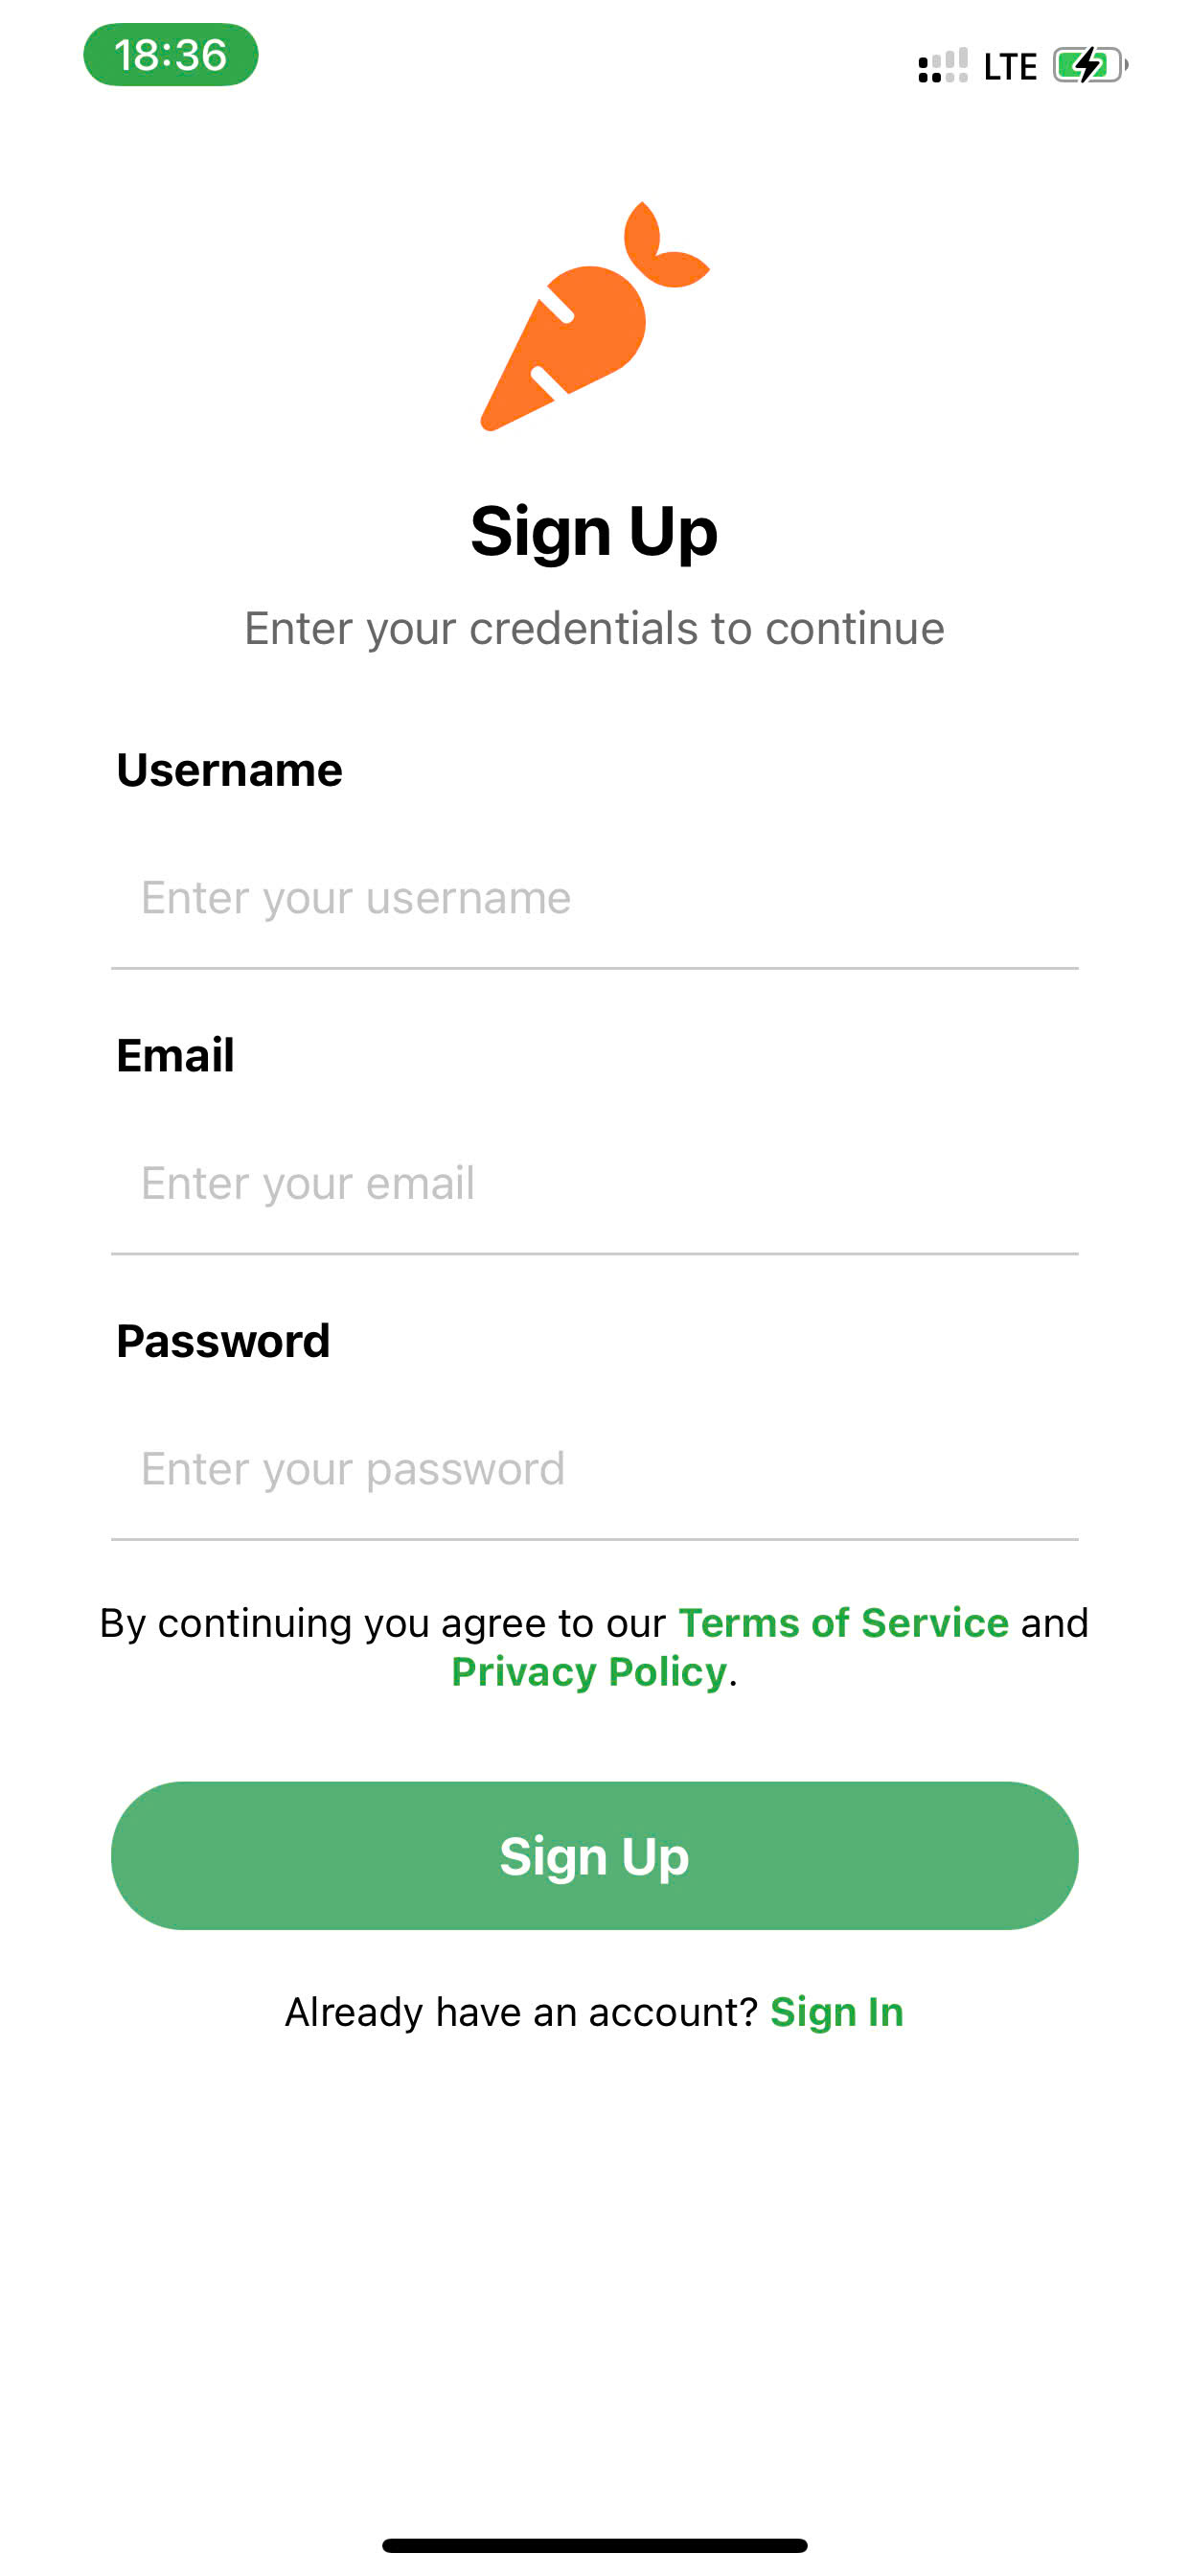 18:36
LTE
Sign Up
Enter your credentials to continue
Username
Enter your username
Email
Enter your email
Password
Enter your password
By continuing you agree to our Terms of Service and
Privacy Policy.
Sign Up
Already have an account? Sign In